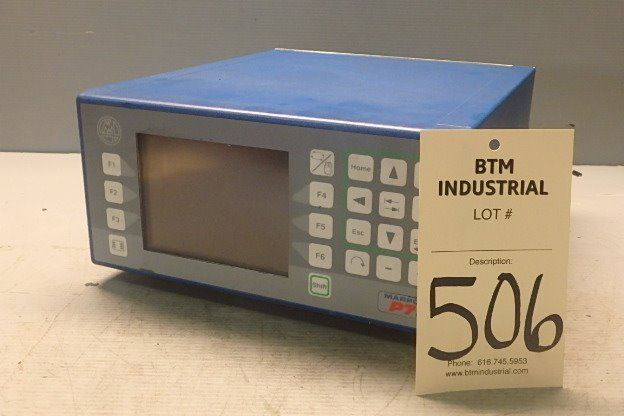 F1
F2
F3
F4
F5
F6
Home
Esc
Shift
BTM
INDUSTRIAL
LOT #
Description:
506
Phone: 616.745.5953
www.btmindustrial.com